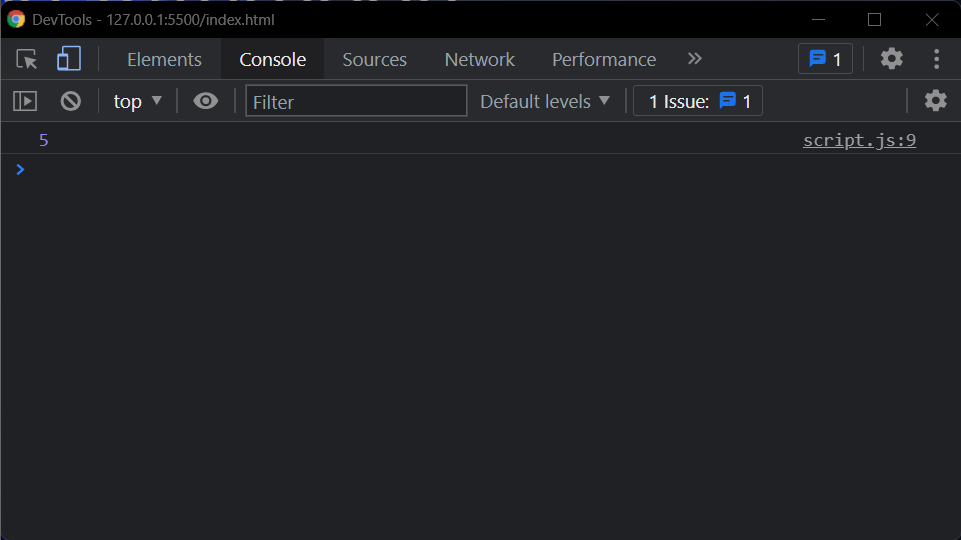 DevTools - 127.0.0.1:5500/index.html
Elements Console Sources Network Performance 1
top Filter Default levels 1 Issue: 1
5 script.js:9